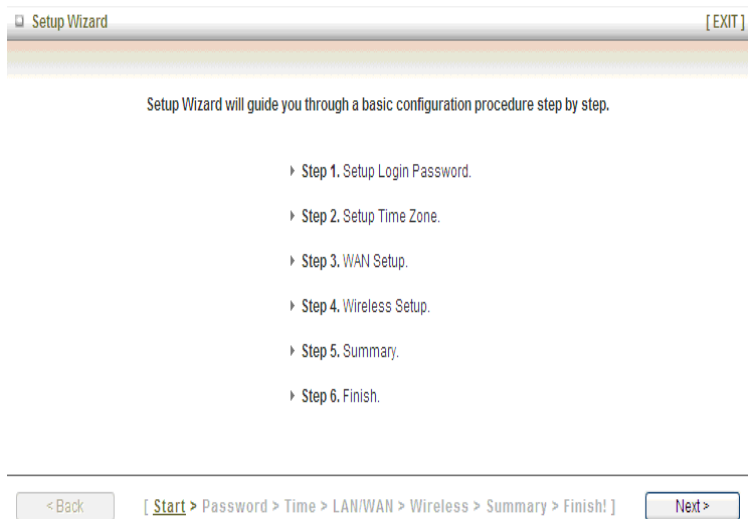 Setup Wizard [ EXIT ]
Setup Wizard will guide you through a basic configuration procedure step by step.
Step 1. Setup Login Password.
Step 2. Setup Time Zone.
Step 3. WAN Setup.
Step 4. Wireless Setup.
Step 5. Summary.
Step 6. Finish.
< Back [ Start > Password > Time > LAN/WAN > Wireless > Summary > Finish! ] Next >